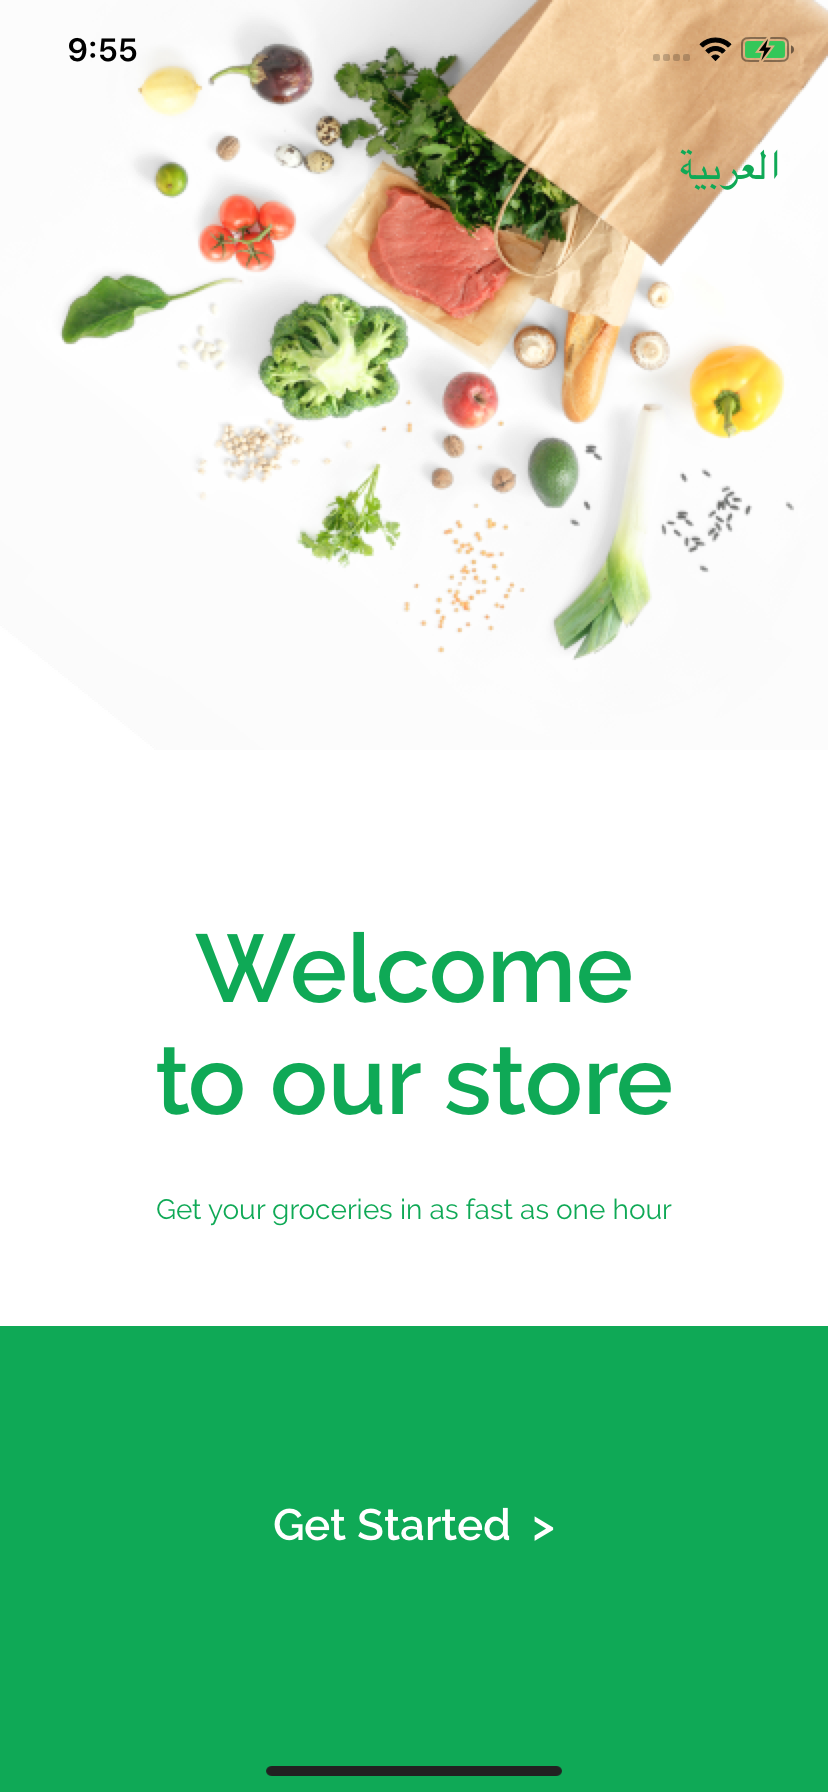 9:55
العربية
Welcome
to our store
Get your groceries in as fast as one hour
Get Started >